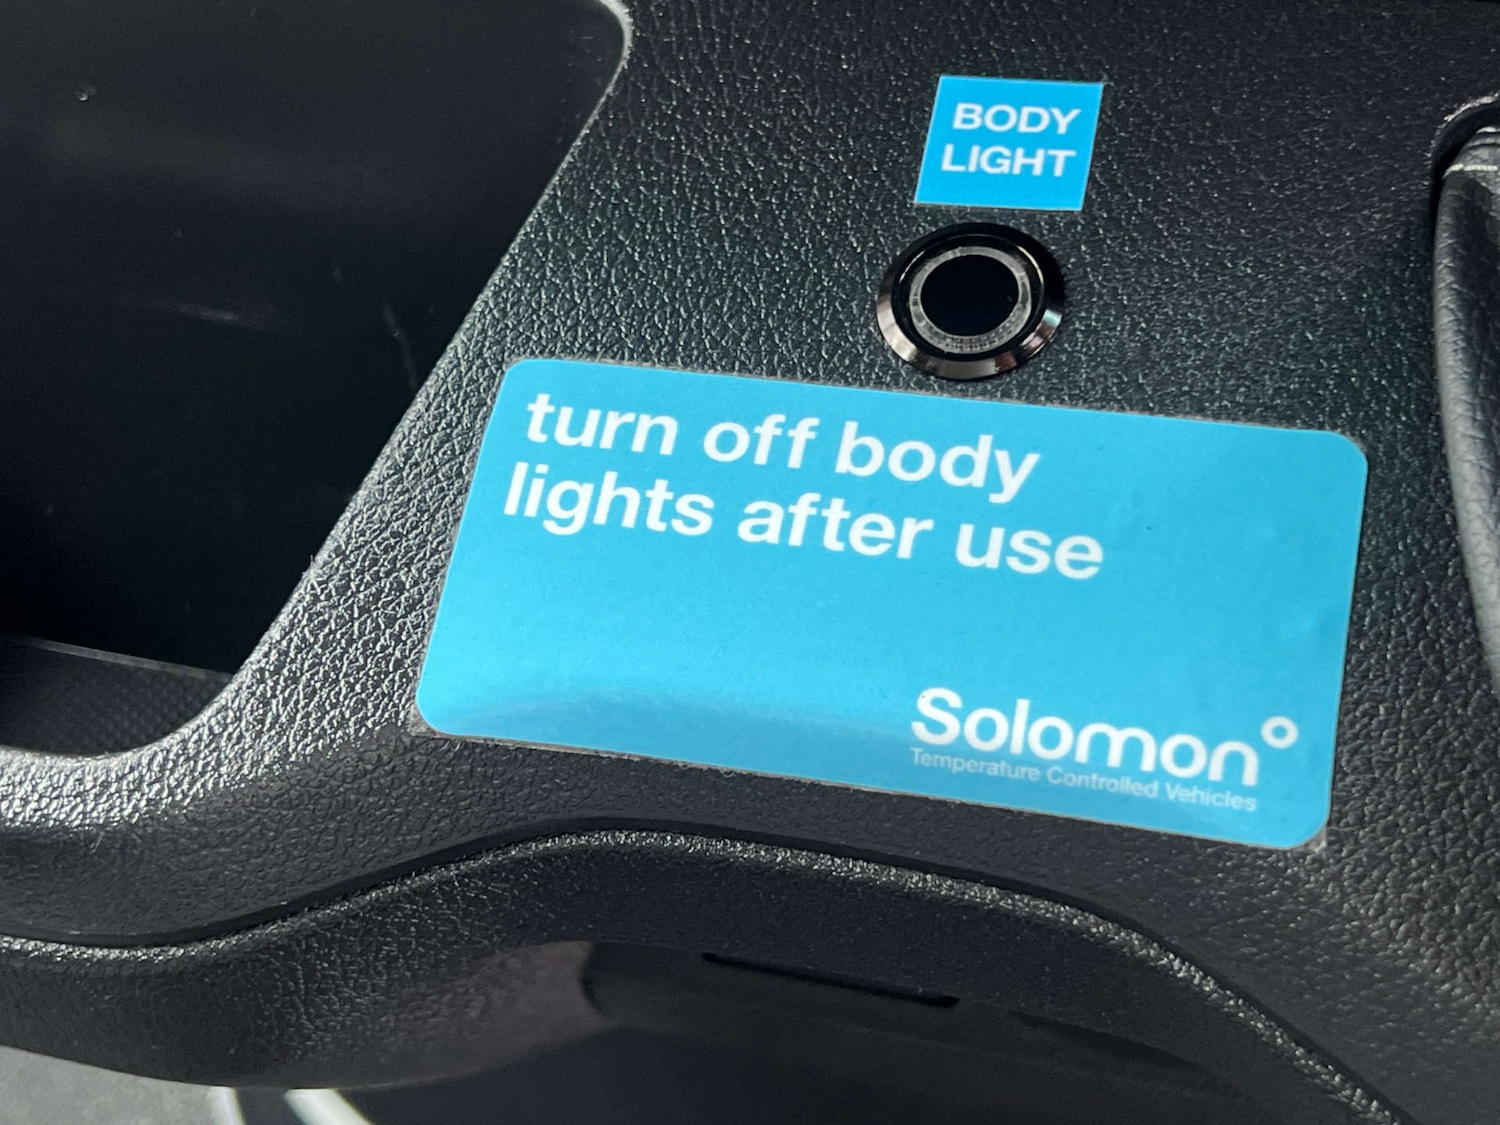 BODY
LIGHT
turn off body
lights after use
Solomon°
Temperature Controlled Vehicles